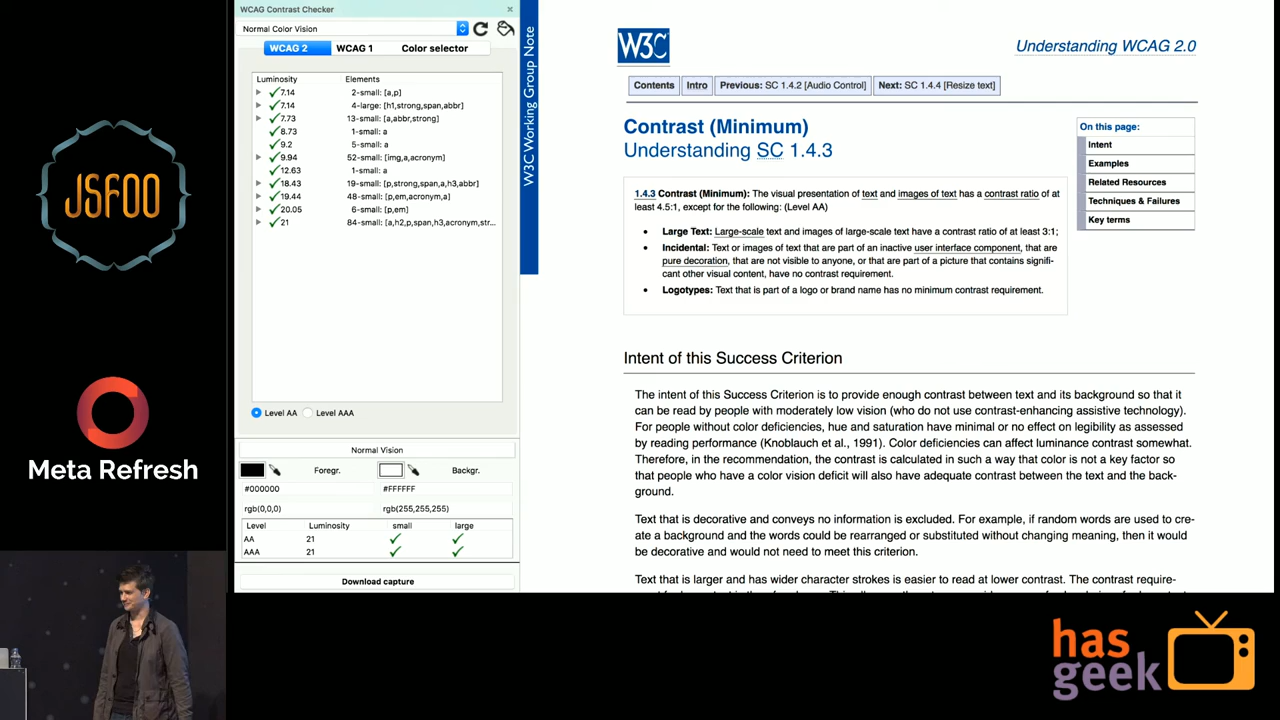 JSFOO
Meta Refresh
WCAG Contrast Checker
Normal Color Vision
WCAG 2
WCAG 1
Color selector
Luminosity Elements
7.14 2-small: [a,p]
7.14 4-large: [h1,strong,span,abbr]
7.73 13-small: [a,abbr,strong]
8.73 1-small: a
9.2 5-small: a
9.94 52-small: [img,a,acronym]
12.63 1-small: a
18.43 19-small: [p,strong,span,a,h3,abbr]
19.44 48-small: [p,em,acronym,a]
20.05 6-small: [p,em]
21 84-small: [a,h2,p,span,h3,acronym,str...
Level AA Level AAA
Normal Vision
Foregr. Backgr.
#000000 #FFFFFF
rgb(0,0,0) rgb(255,255,255)
Level Luminosity small large
AA 21
AAA 21
Download capture
W3C Working Group Note
W3C
Understanding WCAG 2.0
Contents Intro Previous: SC 1.4.2 [Audio Control] Next: SC 1.4.4 [Resize text]
Contrast (Minimum)
Understanding SC 1.4.3
On this page:
Intent
Examples
Related Resources
Techniques & Failures
Key terms
1.4.3 Contrast (Minimum): The visual presentation of text and images of text has a contrast ratio of at
least 4.5:1, except for the following: (Level AA)
• Large Text: Large-scale text and images of large-scale text have a contrast ratio of at least 3:1;
• Incidental: Text or images of text that are part of an inactive user interface component, that are
pure decoration, that are not visible to anyone, or that are part of a picture that contains signifi-
cant other visual content, have no contrast requirement.
• Logotypes: Text that is part of a logo or brand name has no minimum contrast requirement.
Intent of this Success Criterion
The intent of this Success Criterion is to provide enough contrast between text and its background so that it
can be read by people with moderately low vision (who do not use contrast-enhancing assistive technology).
For people without color deficiencies, hue and saturation have minimal or no effect on legibility as assessed
by reading performance (Knoblauch et al., 1991). Color deficiencies can affect luminance contrast somewhat.
Therefore, in the recommendation, the contrast is calculated in such a way that color is not a key factor so
that people who have a color vision deficit will also have adequate contrast between the text and the back-
ground.
Text that is decorative and conveys no information is excluded. For example, if random words are used to cre-
ate a background and the words could be rearranged or substituted without changing meaning, then it would
be decorative and would not need to meet this criterion.
Text that is larger and has wider character strokes is easier to read at lower contrast. The contrast require-
has
geek